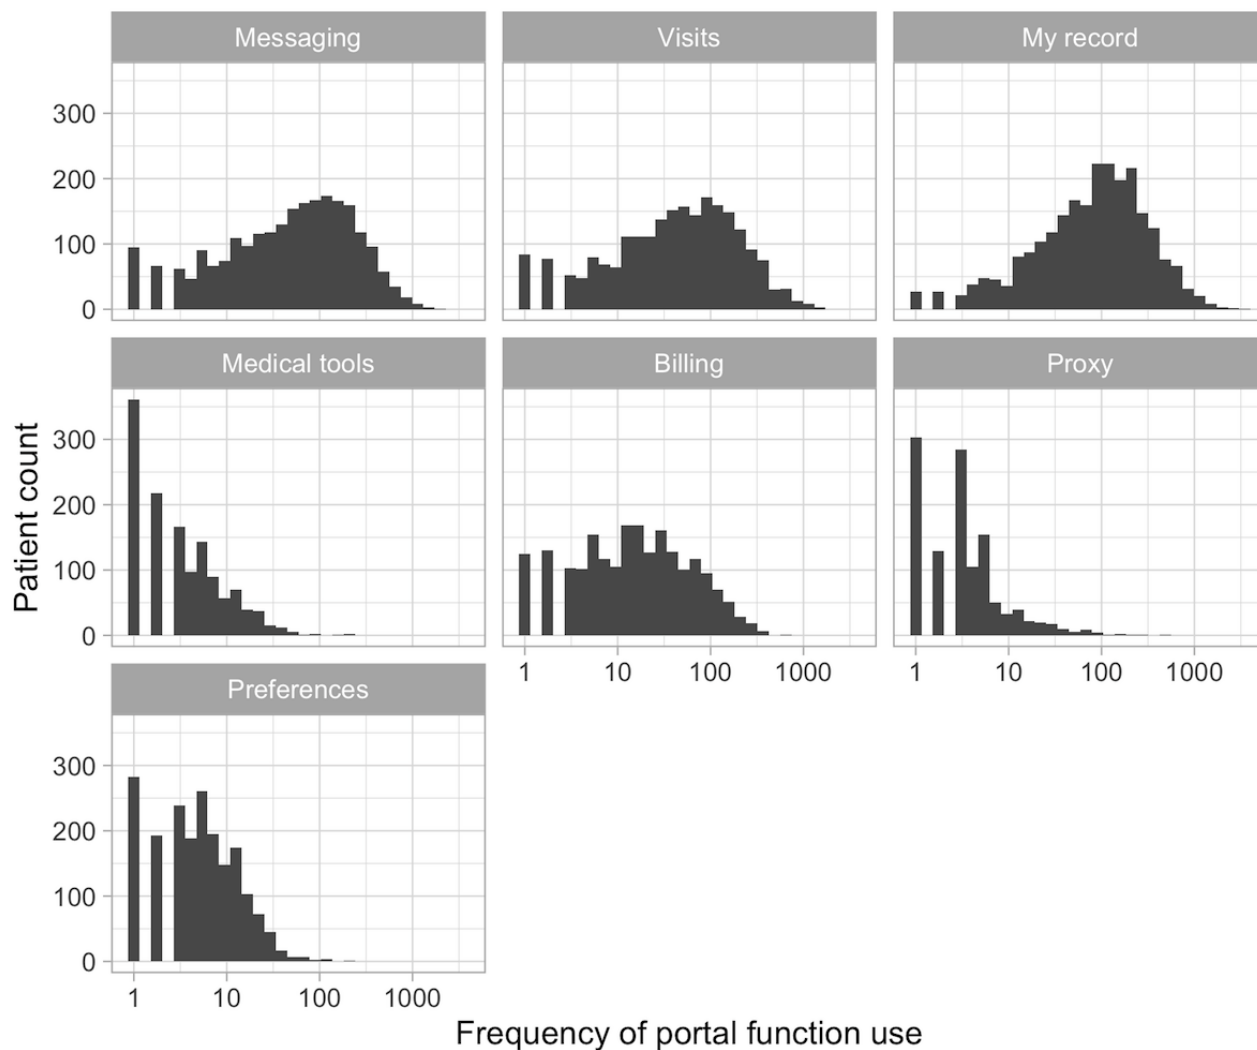 Messaging
Visits
My record
300
200
100
0
Medical tools
Billing
Proxy
300
200
100
0
1 10 100 1000
1 10 100 1000
Preferences
300
200
100
0
1 10 100 1000
Patient count
Frequency of portal function use